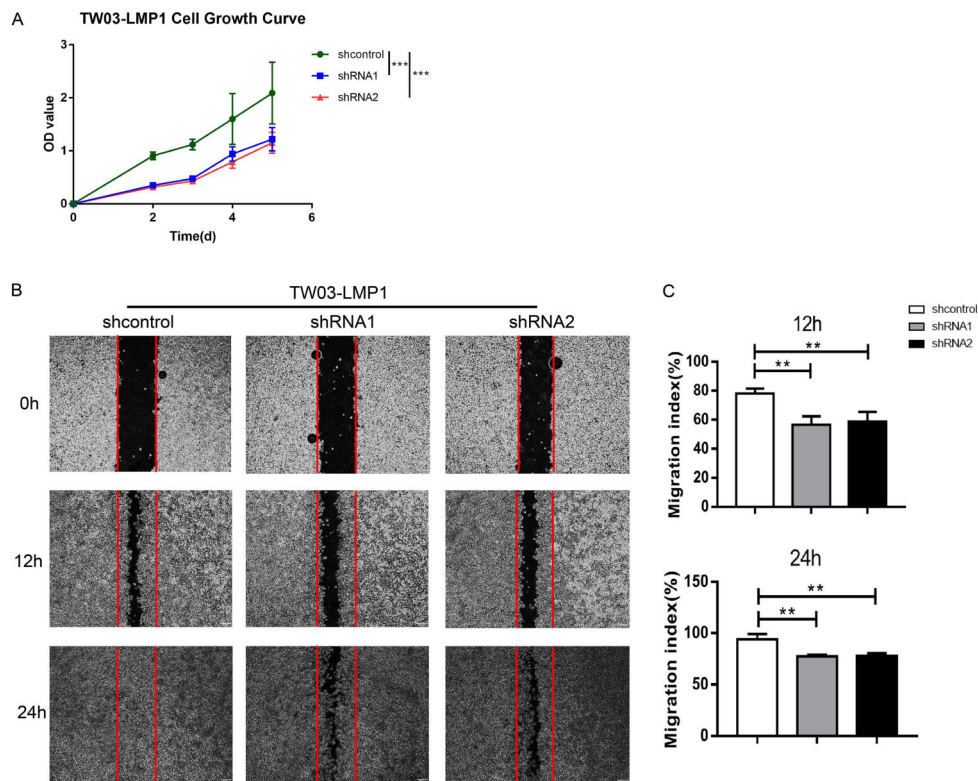 A
TW03-LMP1 Cell Growth Curve
OD value
3
2
1
0
0 2 4 6
Time(d)
shcontrol
shRNA1
shRNA2
***
***
B
TW03-LMP1
shcontrol shRNA1 shRNA2
0h
12h
24h
C
shcontrol
shRNA1
shRNA2
12h
Migration index(%)
100
80
60
40
20
0
**
**
24h
Migration index(%)
150
100
50
0
**
**